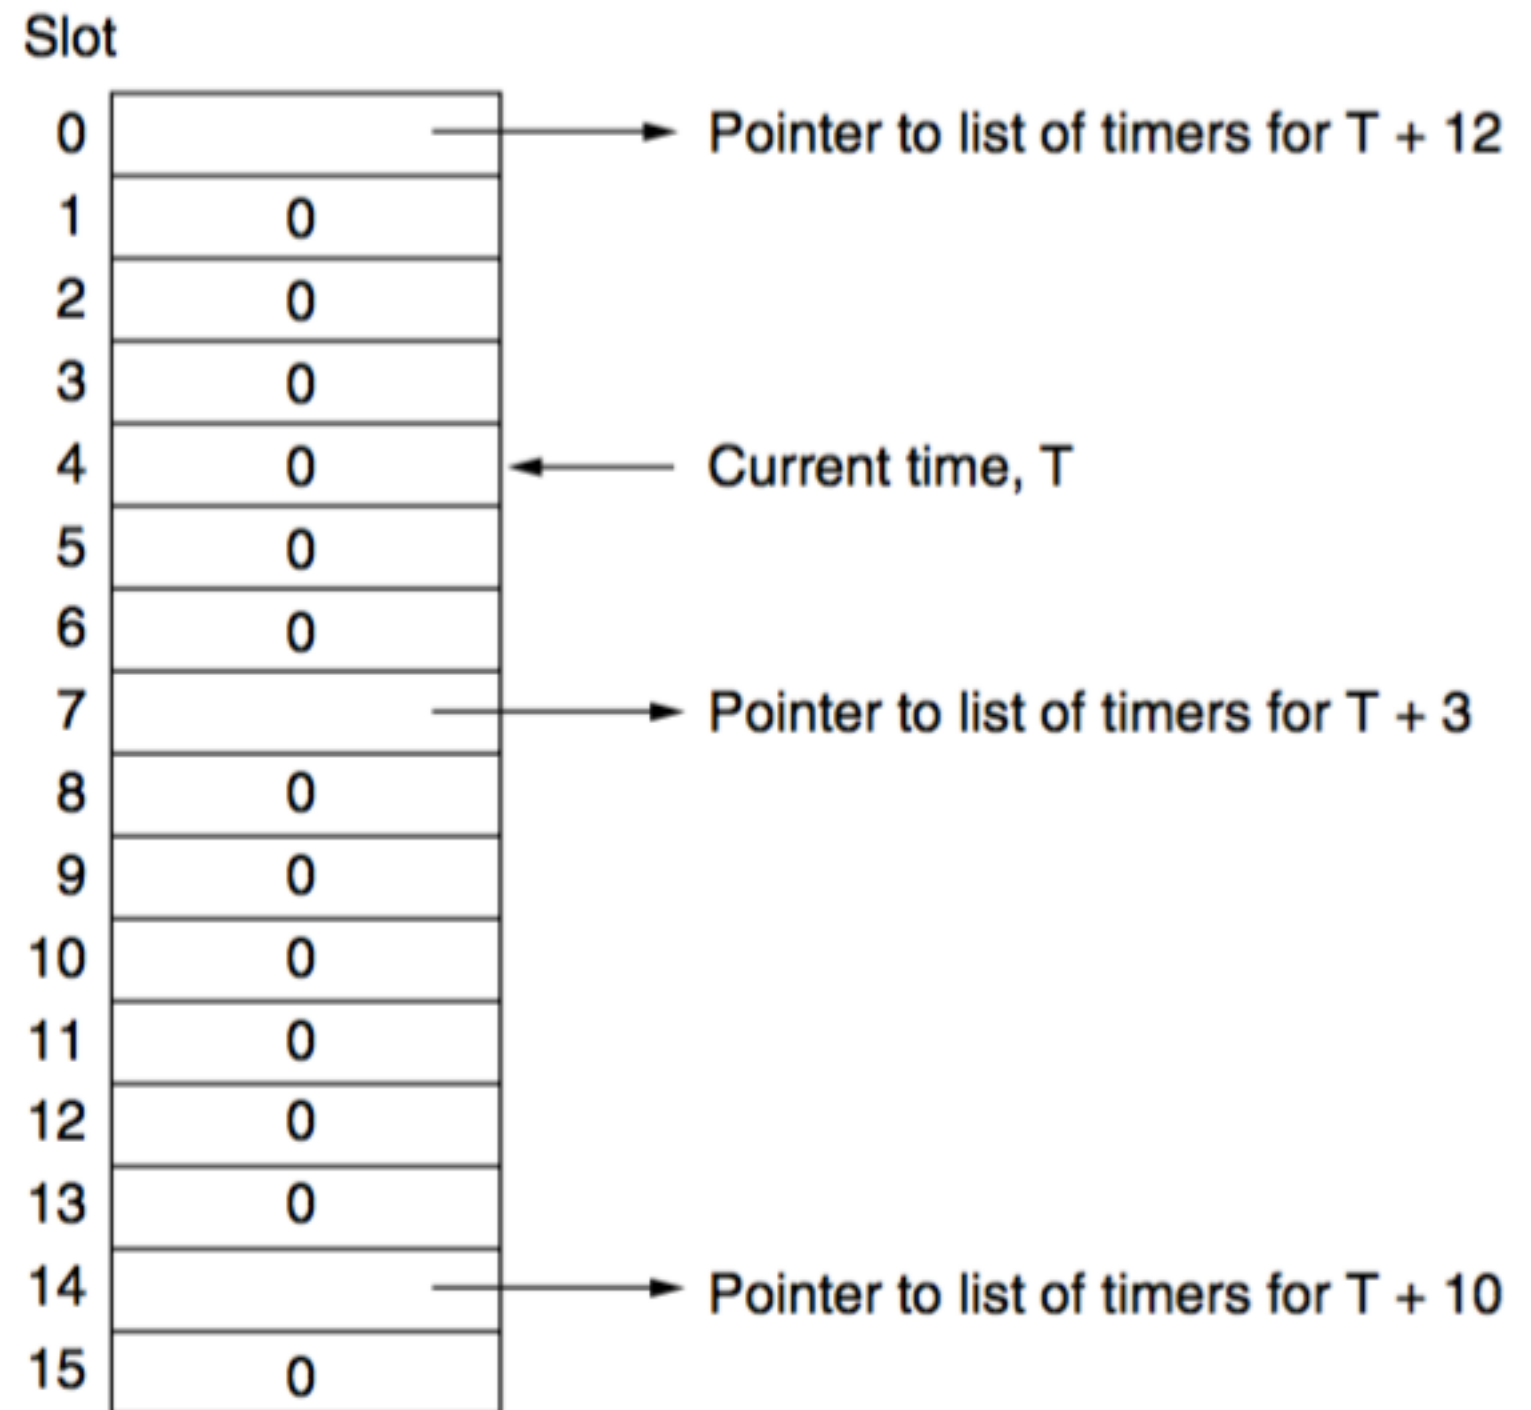 Slot
0 Pointer to list of timers for T + 12
1 0
2 0
3 0
4 0 Current time, T
5 0
6 0
7 Pointer to list of timers for T + 3
8 0
9 0
10 0
11 0
12 0
13 0
14 Pointer to list of timers for T + 10
15 0